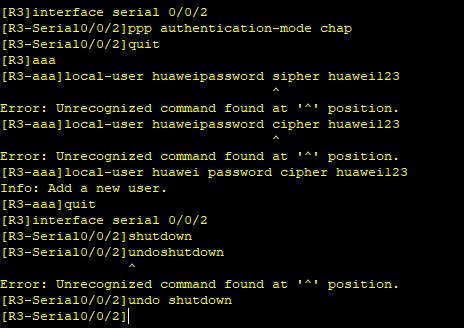 [R3]interface serial 0/0/2
[R3-Serial0/0/2]ppp authentication-mode chap
[R3-Serial0/0/2]quit
[R3]aaa
[R3-aaa]local-user huaweipassword sipher huawei123
^
Error: Unrecognized command found at '^' position.
[R3-aaa]local-user huaweipassword cipher huawei123
^
Error: Unrecognized command found at '^' position.
[R3-aaa]local-user huawei password cipher huawei123
Info: Add a new user.
[R3-aaa]quit
[R3]interface serial 0/0/2
[R3-Serial0/0/2]shutdown
[R3-Serial0/0/2]undoshutdown
^
Error: Unrecognized command found at '^' position.
[R3-Serial0/0/2]undo shutdown
[R3-Serial0/0/2]